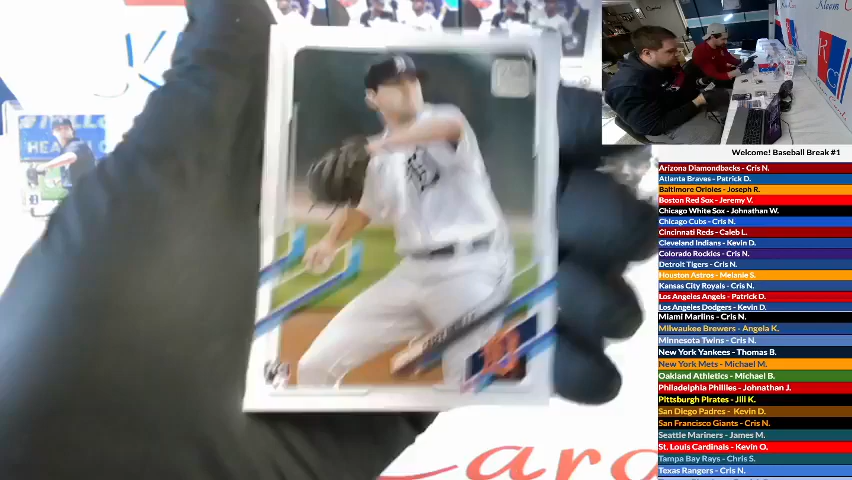 Welcome! Baseball Break #1
Arizona Diamondbacks - Cris N.
Atlanta Braves - Patrick D.
Baltimore Orioles - Joseph R.
Boston Red Sox - Jeremy V.
Chicago White Sox - Johnathan W.
Chicago Cubs - Cris N.
Cincinnati Reds - Caleb L.
Cleveland Indians - Kevin D.
Colorado Rockies - Cris N.
Detroit Tigers - Cris N.
Houston Astros - Melanie S.
Kansas City Royals - Cris N.
Los Angeles Angels - Patrick D.
Los Angeles Dodgers - Kevin D.
Miami Marlins - Cris N.
Milwaukee Brewers - Angela K.
Minnesota Twins - Cris N.
New York Yankees - Thomas B.
New York Mets - Michael M.
Oakland Athletics - Michael B.
Philadelphia Phillies - Johnathan J.
Pittsburgh Pirates - Jill K.
San Diego Padres - Kevin D.
San Francisco Giants - Cris N.
Seattle Mariners - James M.
St. Louis Cardinals - Kevin O.
Tampa Bay Rays - Chris S.
Texas Rangers - Cris N.
Card